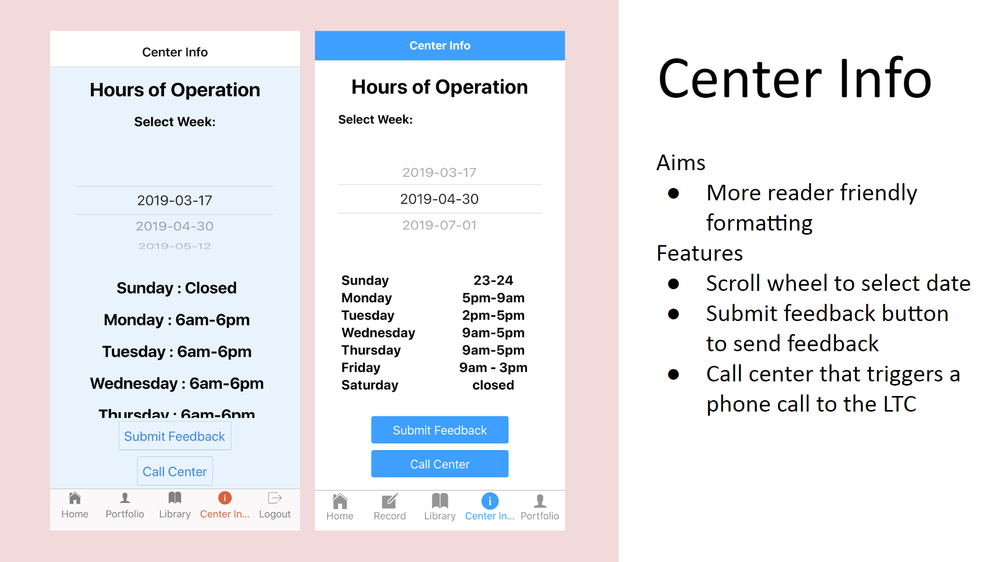 Center Info
Hours of Operation
Select Week:
2019-03-17
2019-04-30
2019-05-12
Sunday : Closed
Monday : 6am-6pm
Tuesday : 6am-6pm
Wednesday : 6am-6pm
Thursday : 6am-6pm
Submit Feedback
Call Center
Home Portfolio Library Center In... Logout
Center Info
Hours of Operation
Select Week:
2019-03-17
2019-04-30
2019-07-01
Sunday 23-24
Monday 5pm-9am
Tuesday 2pm-5pm
Wednesday 9am-5pm
Thursday 9am-5pm
Friday 9am - 3pm
Saturday closed
Submit Feedback
Call Center
Home Record Library Center In... Portfolio
Center Info
Aims
● More reader friendly
formatting
Features
● Scroll wheel to select date
● Submit feedback button
to send feedback
● Call center that triggers a
phone call to the LTC